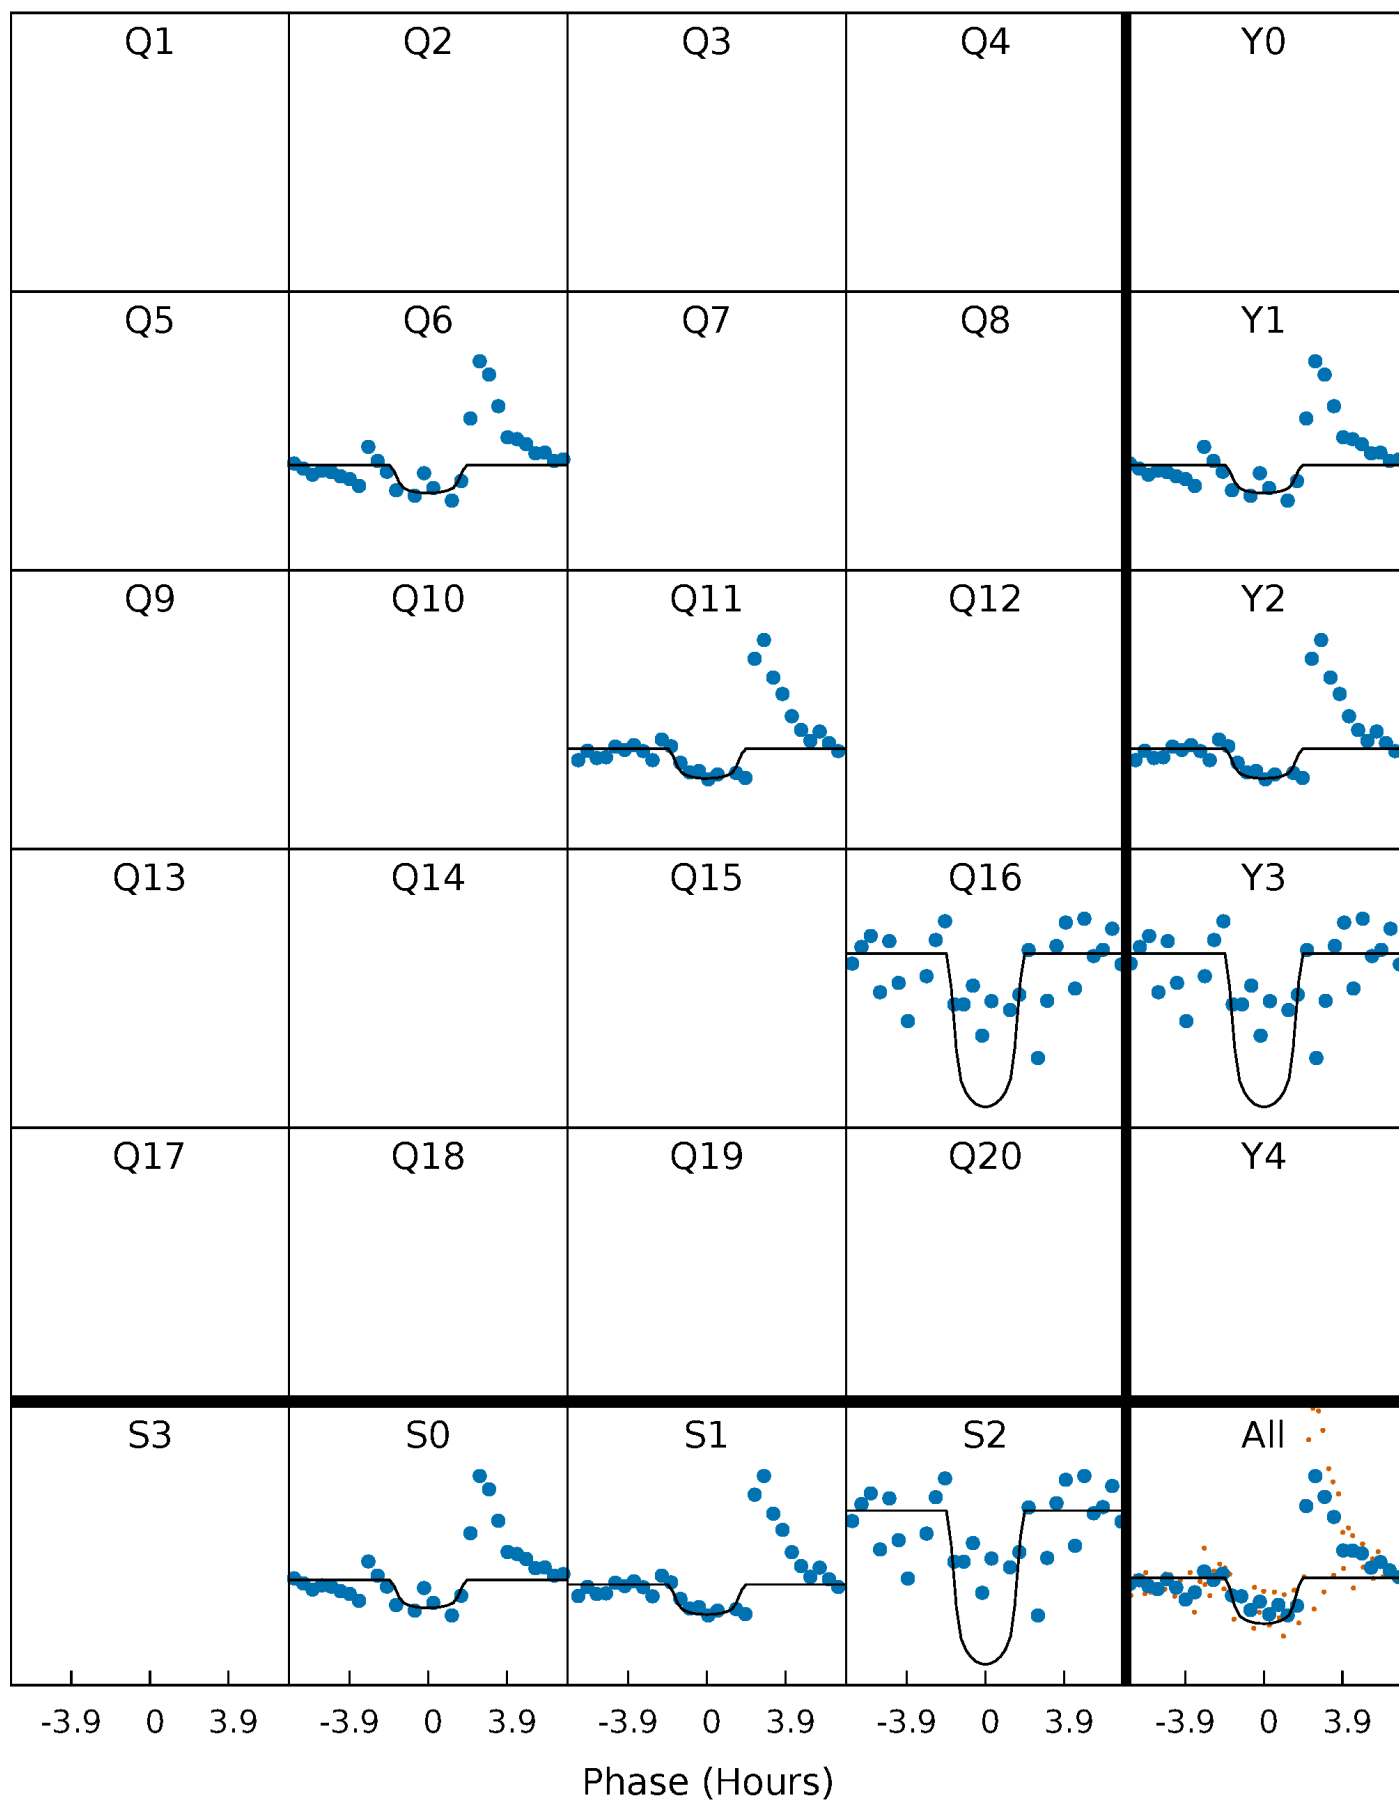 Q1 Q2 Q3 Q4 Y0
Q5 Q6 Q7 Q8 Y1
Q9 Q10 Q11 Q12 Y2
Q13 Q14 Q15 Q16 Y3
Q17 Q18 Q19 Q20 Y4
S3 S0 S1 S2 All
-3.9 0 3.9 -3.9 0 3.9 -3.9 0 3.9 -3.9 0 3.9 -3.9 0 3.9
Phase (Hours)